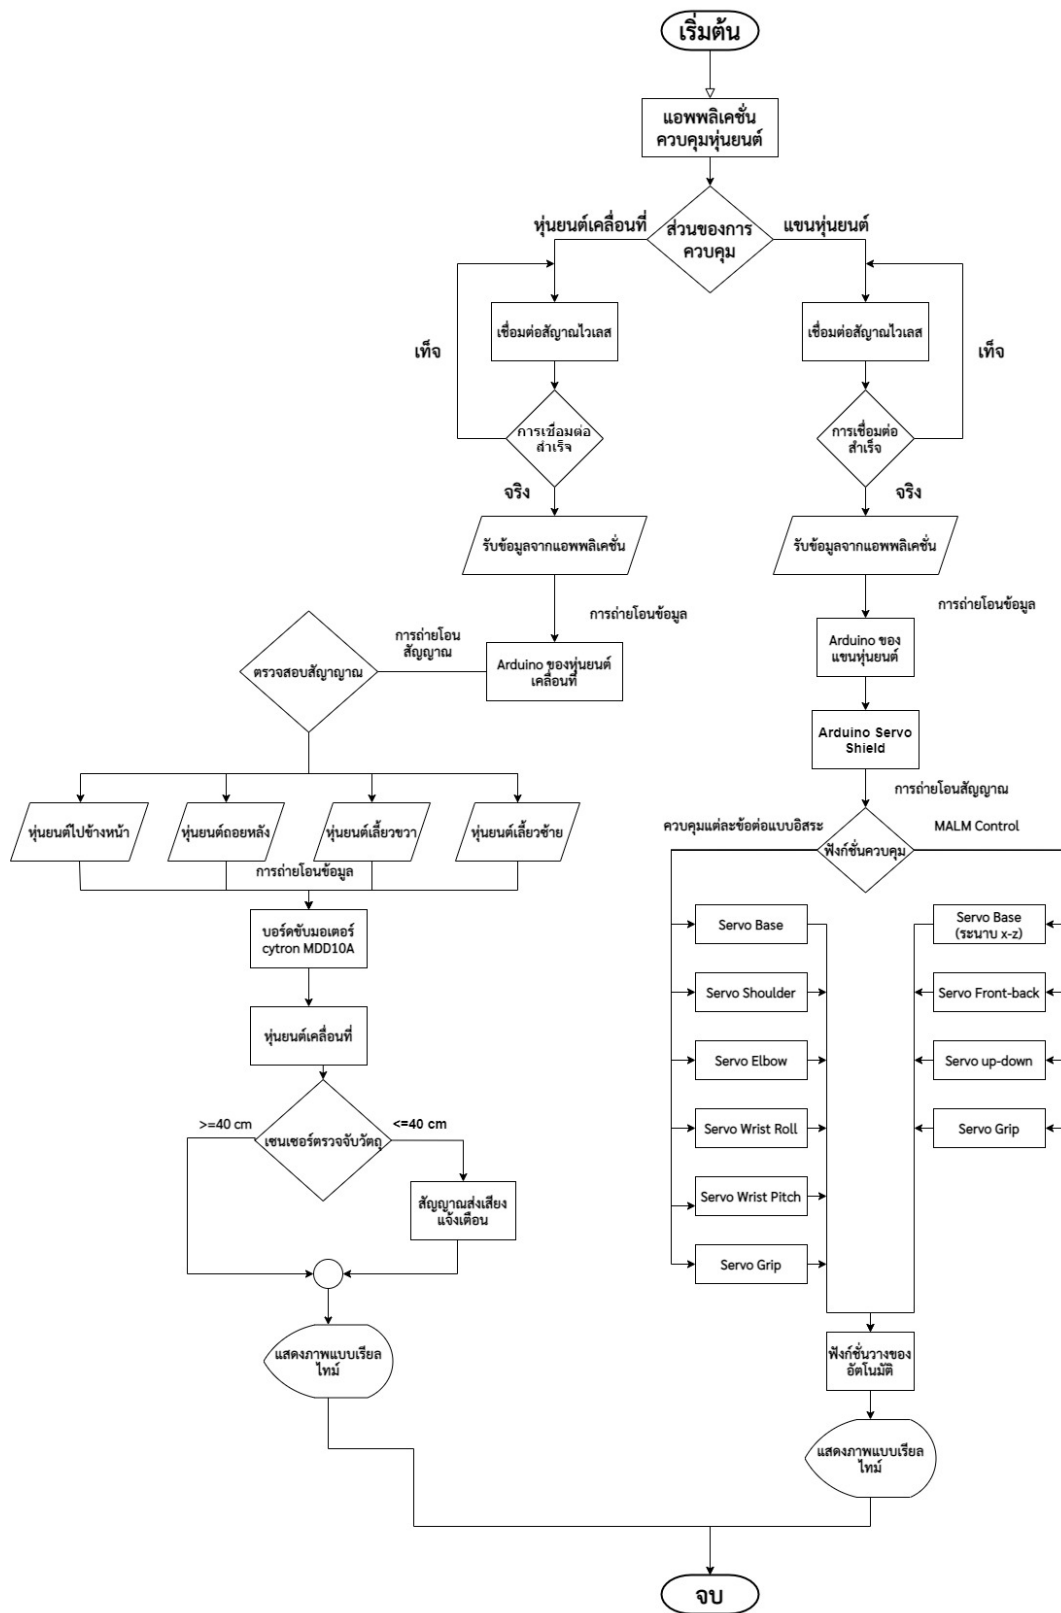 เริ่มต้น
แอพพลิเคชั่น
ควบคุมหุ่นยนต์
หุ่นยนต์เคลื่อนที่
ส่วนของการ
ควบคุม
แขนหุ่นยนต์
เชื่อมต่อสัญาณไวเลส
เชื่อมต่อสัญาณไวเลส
เท็จ
เท็จ
การเชื่อมต่อ
สำเร็จ
การเชื่อมต่อ
สำเร็จ
จริง
จริง
รับข้อมูลจากแอพพลิเคชั่น
รับข้อมูลจากแอพพลิเคชั่น
การถ่ายโอนข้อมูล
การถ่ายโอนข้อมูล
การถ่ายโอน
สัญาณ
ตรวจสอบสัญาญาณ
Arduino ของหุ่นยนต์
เคลื่อนที่
Arduino ของ
แขนหุ่นยนต์
Arduino Servo
Shield
การถ่ายโอนสัญาณ
หุ่นยนต์ไปข้างหน้า
หุ่นยนต์ถอยหลัง
หุ่นยนต์เลี้ยวขวา
หุ่นยนต์เลี้ยวซ้าย
การถ่ายโอนข้อมูล
ควบคุมแต่ละข้อต่อแบบอิสระ
ฟังก์ชั่นควบคุม
MALM Control
บอร์ดขับมอเตอร์
cytron MDD10A
หุ่นยนต์เคลื่อนที่
>=40 cm
เซนเซอร์ตรวจจับวัตถุ
<=40 cm
สัญญาณส่งเสียง
แจ้งเตือน
แสดงภาพแบบเรียล
ไทม์
Servo Base
Servo Shoulder
Servo Elbow
Servo Wrist Roll
Servo Wrist Pitch
Servo Grip
Servo Base
(ระนาบ x-z)
Servo Front-back
Servo up-down
Servo Grip
ฟังก์ชั่นวางของ
อัตโนมัติ
แสดงภาพแบบเรียล
ไทม์
จบ